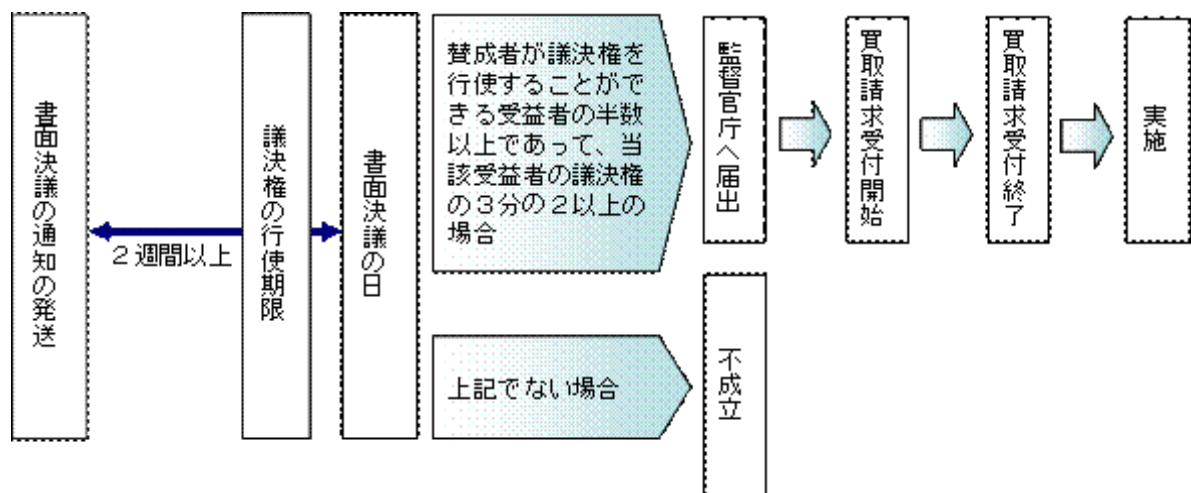 書面決議の通知の発送
2週間以上
議決権の行使期限
書面決議の日
賛成者が議決権を
行使することがで
きる受益者の半数
以上であって、当
該受益者の議決権
の3分の2以上の
場合
監督官庁へ届出
買取請求受付開始
買取請求受付終了
実施
上記でない場合
不成立